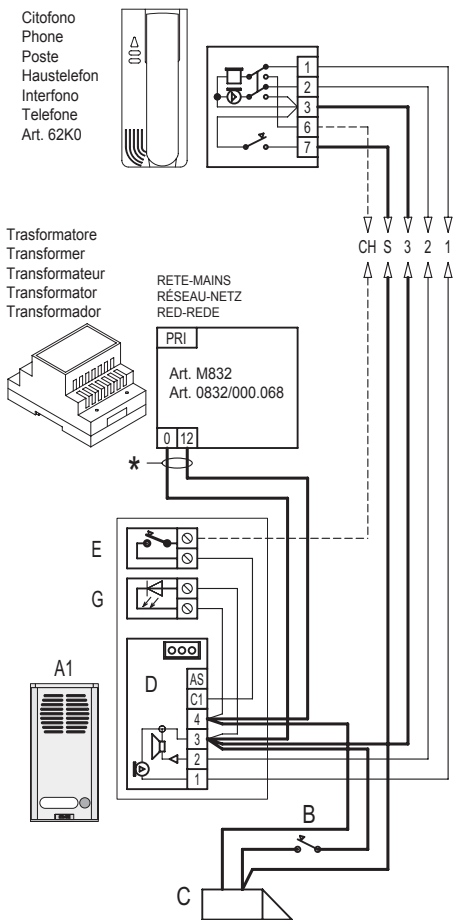 Citofono
Phone
Poste
Haustelefon
Interfono
Telefone
Art. 62K0
1
2
3
6
7
CH S 3 2 1
Trasformatore
Transformer
Transformateur
Transformator
Transformador
RETE-MAINS
RÉSEAU-NETZ
RED-REDE
PRI
Art. M832
Art. 0832/000.068
0 12
*
E
G
A1
D
AS
C1
4
3
2
1
B
C